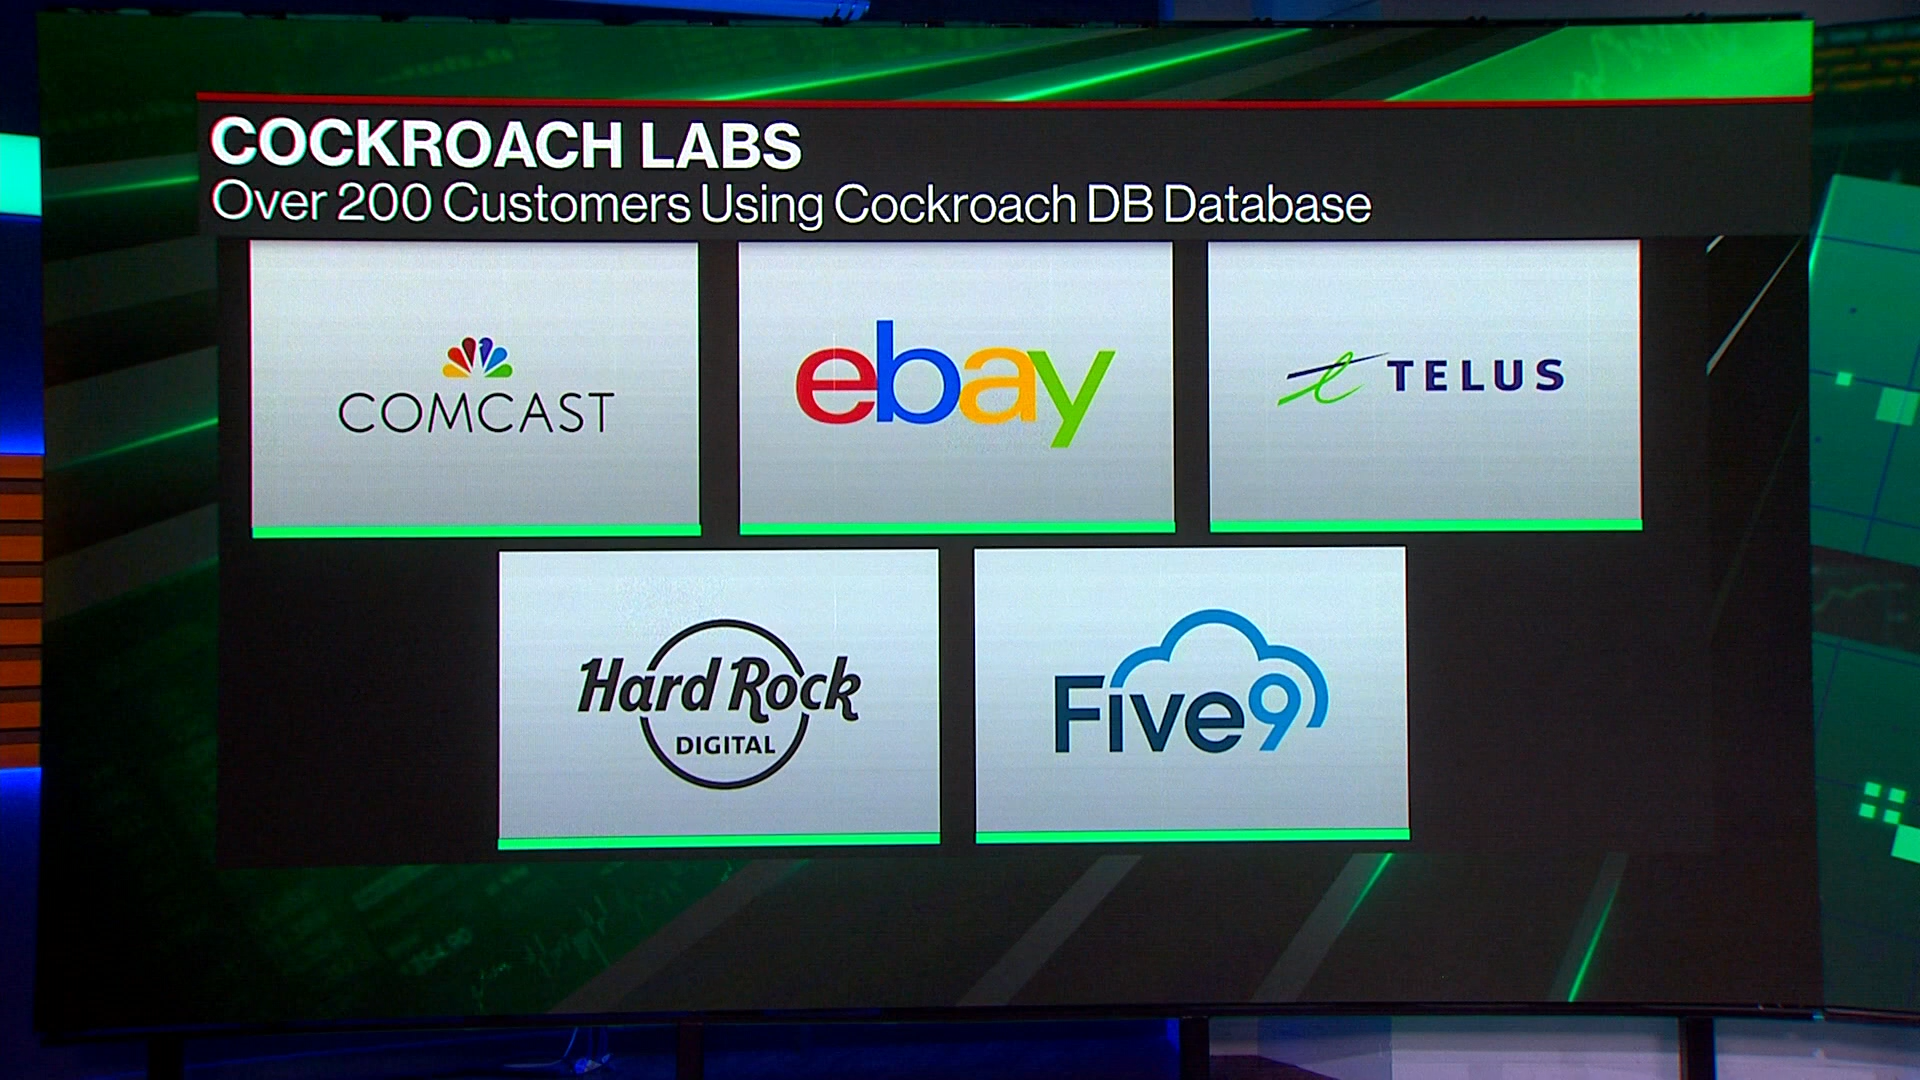 COCKROACH LABS
Over 200 Customers Using Cockroach DB Database
COMCAST
ebay
TELUS
Hard Rock
DIGITAL
Five9